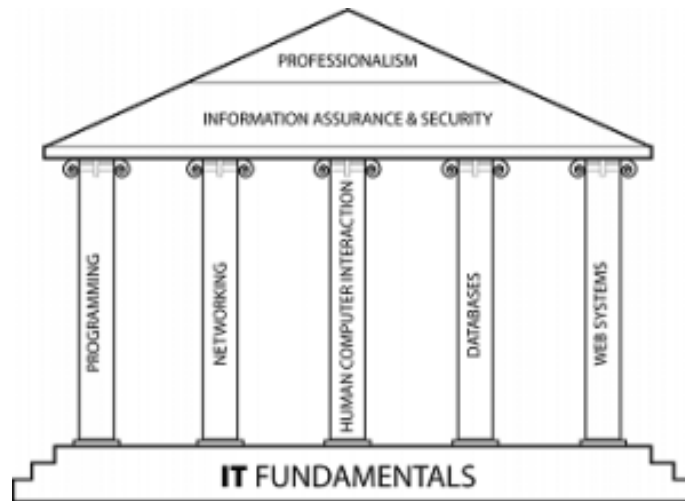 PROFESSIONALISM
INFORMATION ASSURANCE & SECURITY
PROGRAMMING
NETWORKING
HUMAN COMPUTER INTERACTION
DATABASES
WEB SYSTEMS
IT FUNDAMENTALS